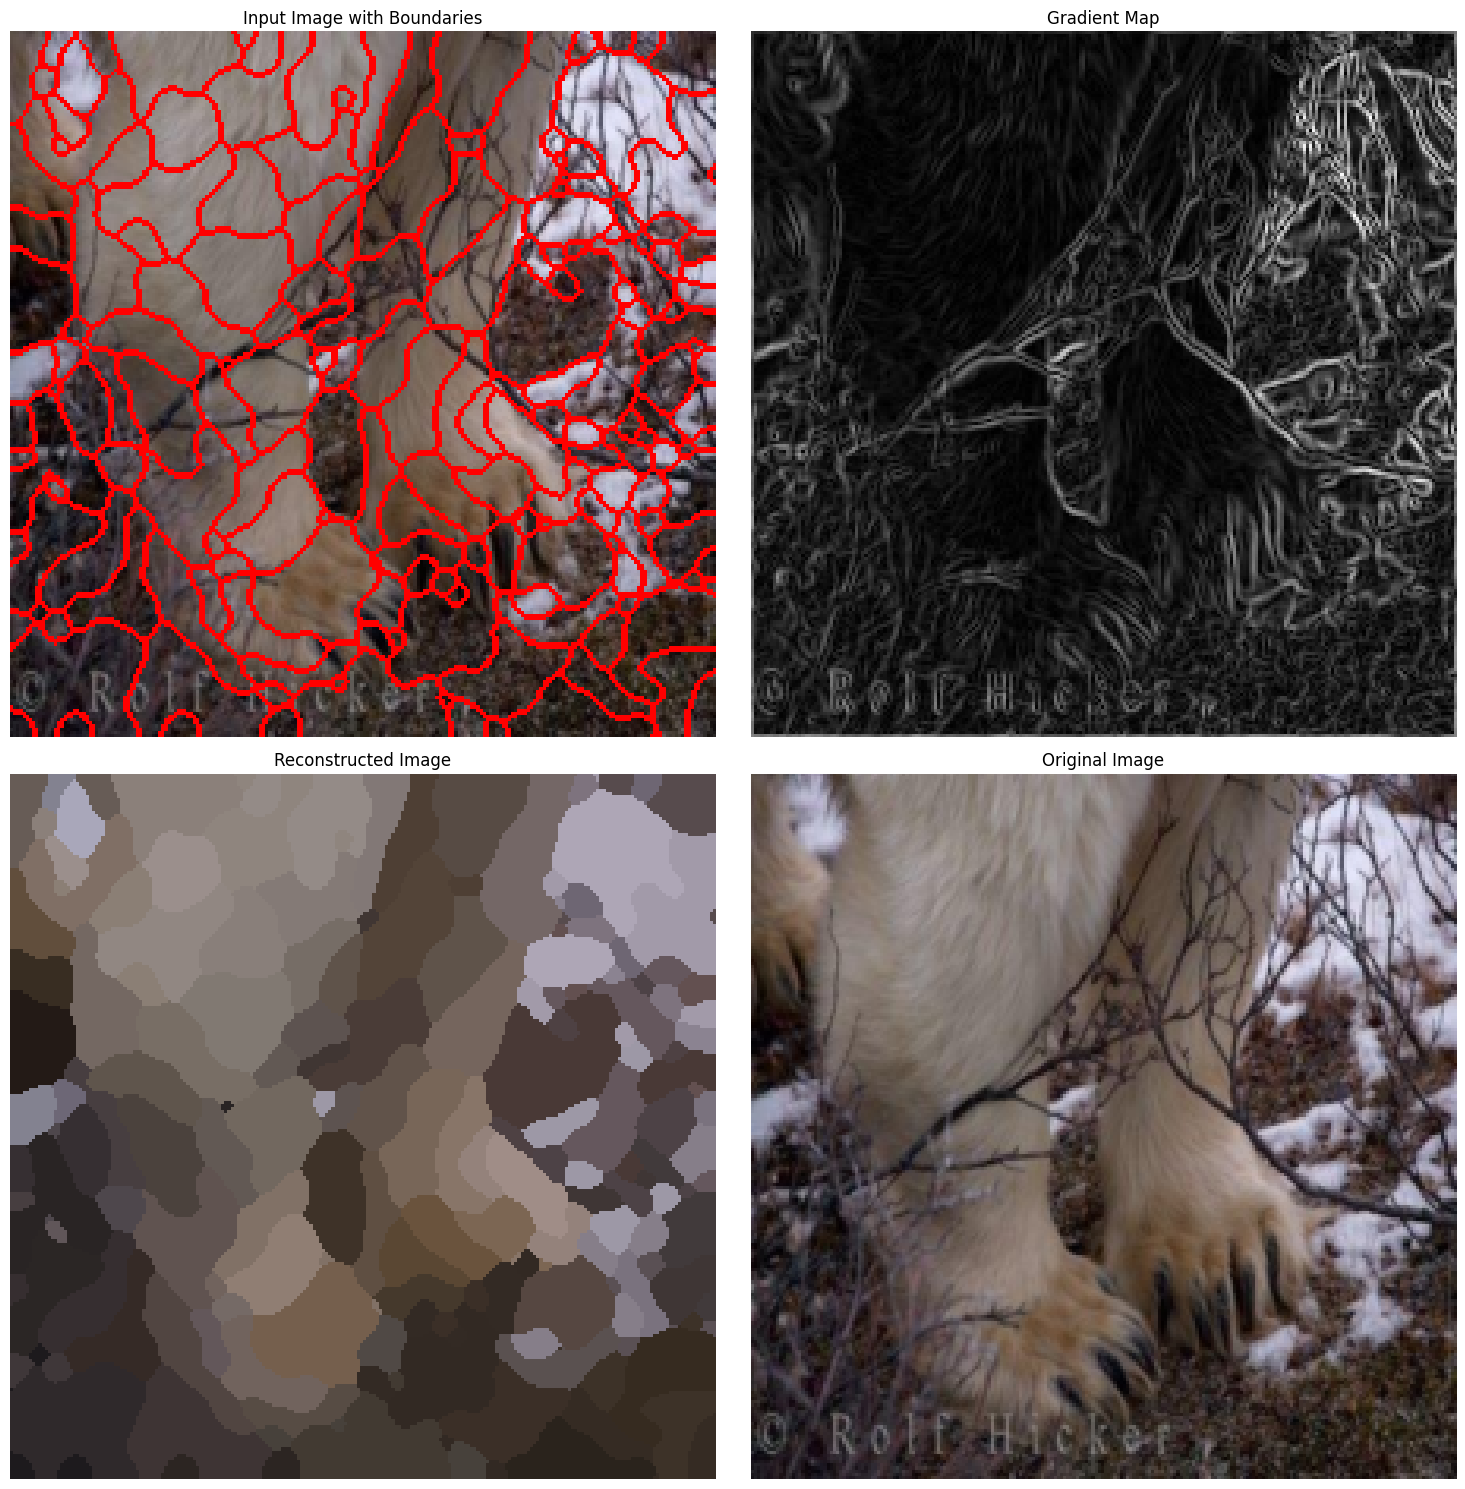 Input Image with Boundaries
Gradient Map
© Rolf Hicker
© Rolf Hicker
Reconstructed Image
Original Image
© Rolf Hicker